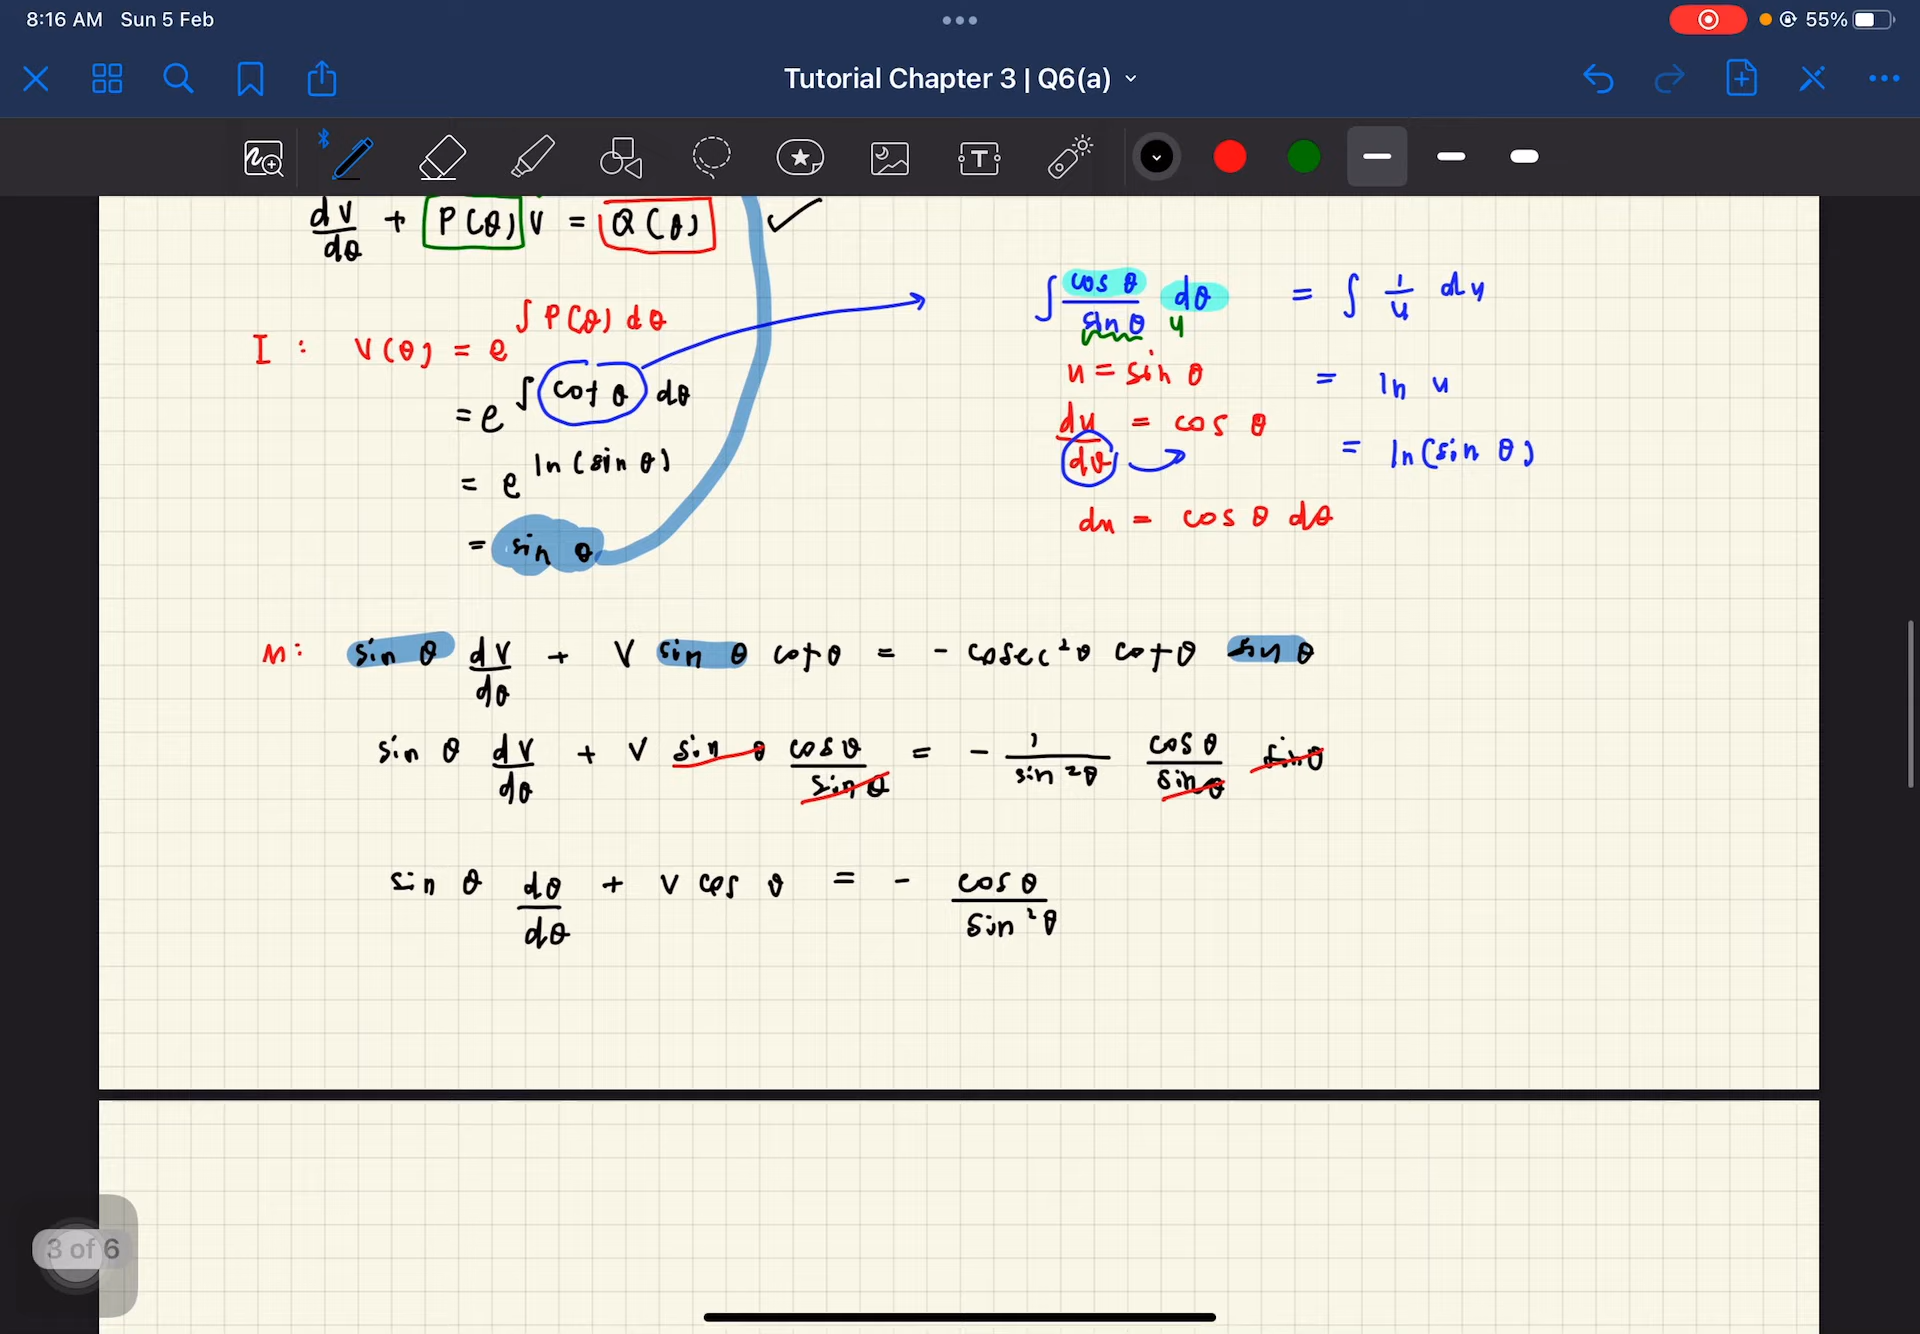 8:16 AM Sun 5 Feb
55%
Tutorial Chapter 3 | Q6(a)
dv/dθ + P(θ) v = Q(θ) ✓
I : V(θ) = e^∫ P(θ) dθ
= e^∫ cot θ dθ
= e^ln(sin θ)
= sin θ
∫ cos θ/sin θ dθ = ∫ 1/u du
u
u = sin θ = ln u
du/dθ = cos θ = ln(sin θ)
du = cos θ dθ
M: sin θ dv/dθ + v sin θ cot θ = - cosec²θ cot θ sin θ
sin θ dv/dθ + v sin θ cos θ/sin θ = - 1/sin²θ cos θ/sin θ sin θ
sin θ dθ/dθ + v cos θ = - cos θ/sin²θ
3 of 6